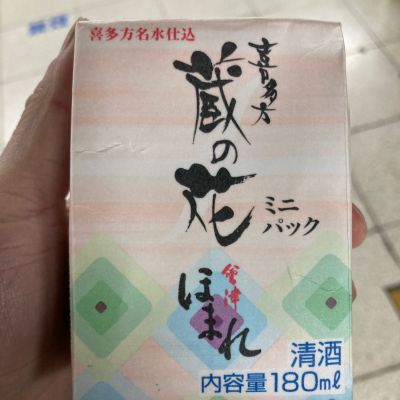 喜多方名水仕込
喜多方
蔵の花
ミニ
パック
會津
ほまれ
清酒
内容量180mℓ